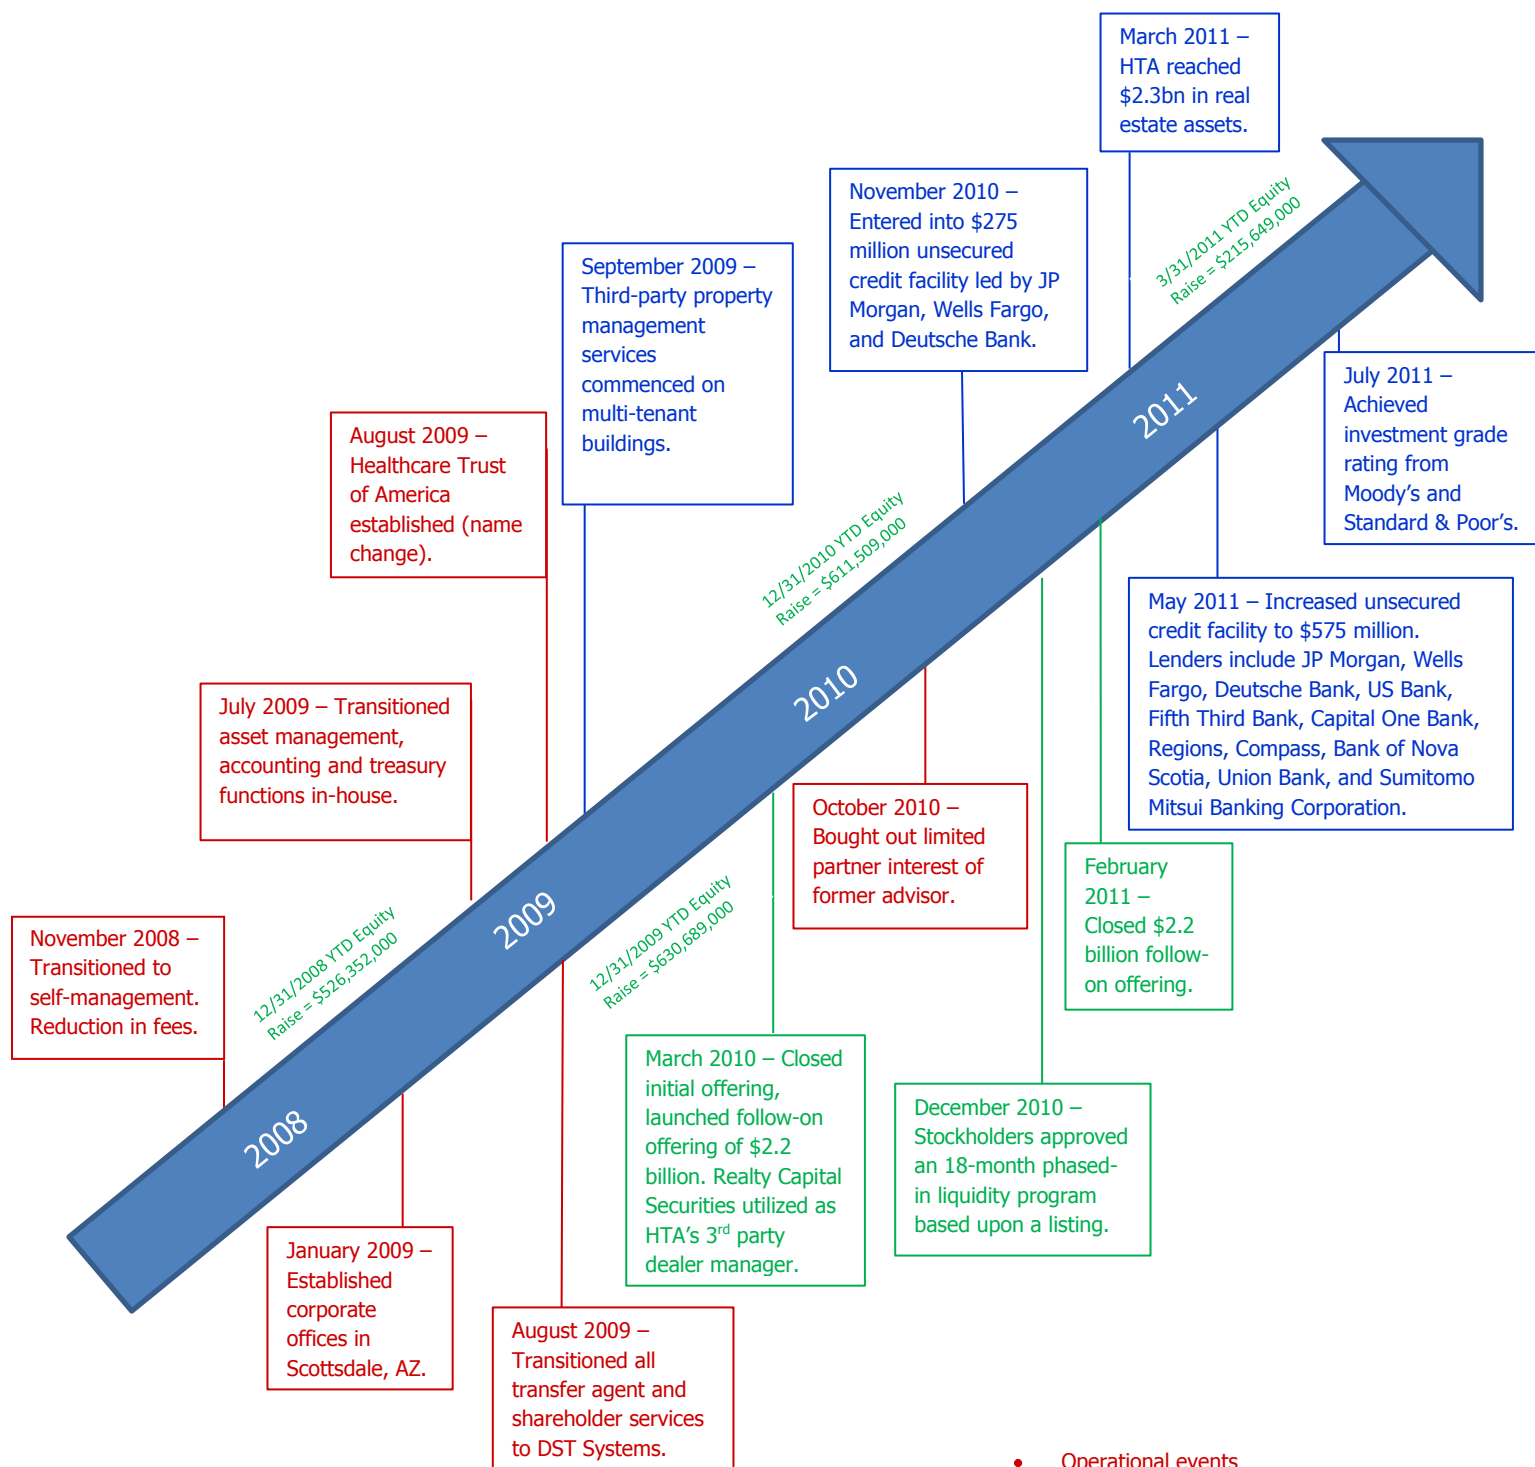 March 2011 –
HTA reached
$2.3bn in real
estate assets.
November 2010 –
Entered into $275
million unsecured
credit facility led by JP
Morgan, Wells Fargo,
and Deutsche Bank.
3/31/2011 YTD Equity
Raise = $215,649,000
September 2009 –
Third-party property
management
services
commenced on
multi-tenant
buildings.
July 2011 –
Achieved
investment grade
rating from
Moody’s and
Standard & Poor’s.
2011
August 2009 –
Healthcare Trust
of America
established (name
change).
12/31/2010 YTD Equity
Raise = $611,509,000
May 2011 – Increased unsecured
credit facility to $575 million.
Lenders include JP Morgan, Wells
Fargo, Deutsche Bank, US Bank,
Fifth Third Bank, Capital One Bank,
Regions, Compass, Bank of Nova
Scotia, Union Bank, and Sumitomo
Mitsui Banking Corporation.
2010
July 2009 – Transitioned
asset management,
accounting and treasury
functions in-house.
October 2010 –
Bought out limited
partner interest of
former advisor.
February
2011 –
Closed $2.2
billion follow-
on offering.
2009
12/31/2009 YTD Equity
Raise = $630,689,000
November 2008 –
Transitioned to
self-management.
Reduction in fees.
12/31/2008 YTD Equity
Raise = $526,352,000
March 2010 – Closed
initial offering,
launched follow-on
offering of $2.2
billion. Realty Capital
Securities utilized as
HTA’s 3rd party
dealer manager.
December 2010 –
Stockholders approved
an 18-month phased-
in liquidity program
based upon a listing.
2008
January 2009 –
Established
corporate
offices in
Scottsdale, AZ.
August 2009 –
Transitioned all
transfer agent and
shareholder services
to DST Systems.
• Operational events